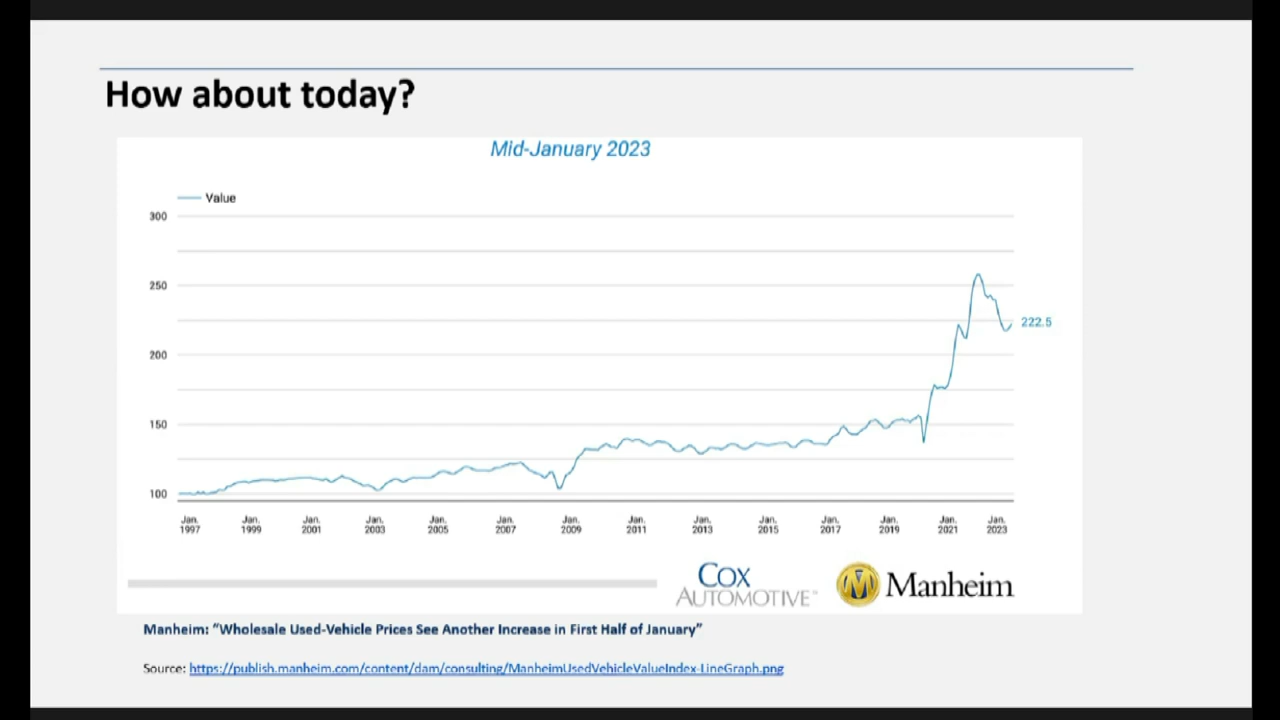 How about today?
Mid-January 2023
Value
300
250
222.5
200
150
100
Jan. 1997
Jan. 1999
Jan. 2001
Jan. 2003
Jan. 2005
Jan. 2007
Jan. 2009
Jan. 2011
Jan. 2013
Jan. 2015
Jan. 2017
Jan. 2019
Jan. 2021
Jan. 2023
COX
AUTOMOTIVE™
Manheim
Manheim: “Wholesale Used-Vehicle Prices See Another Increase in First Half of January”
Source: https://publish.manheim.com/content/dam/consulting/ManheimUsedVehicleValueIndex-LineGraph.png